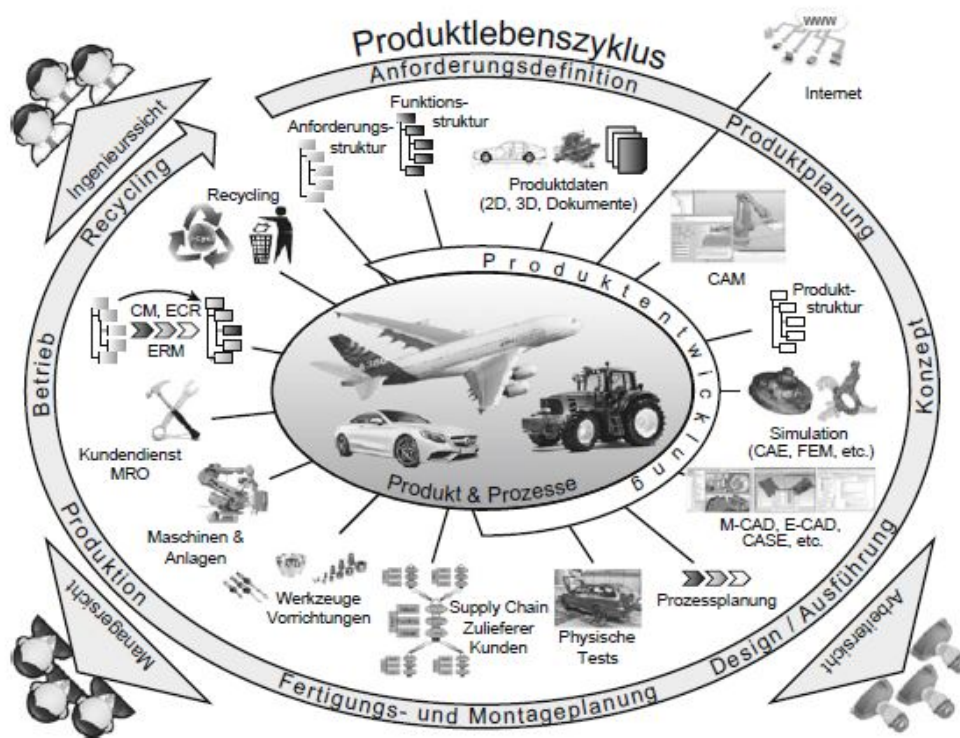 Produktlebenszyklus
Anforderungsdefinition
Produktplanung
Konzept
Design / Ausführung
Fertigungs- und Montageplanung
Produktion
Betrieb
Recycling
Ingenieurssicht
Managersicht
Arbeitersicht
WWW
Internet
Funktions-
struktur
Anforderungs-
struktur
Produktdaten
(2D, 3D, Dokumente)
CAM
Produkt-
struktur
Simulation
(CAE, FEM, etc.)
M-CAD, E-CAD,
CASE, etc.
Prozessplanung
Physische
Tests
Supply Chain
Zulieferer
Kunden
Werkzeuge
Vorrichtungen
Maschinen &
Anlagen
Kundendienst
MRO
CM, ECR
ERM
Recycling
Produktentwicklung
Produkt & Prozesse